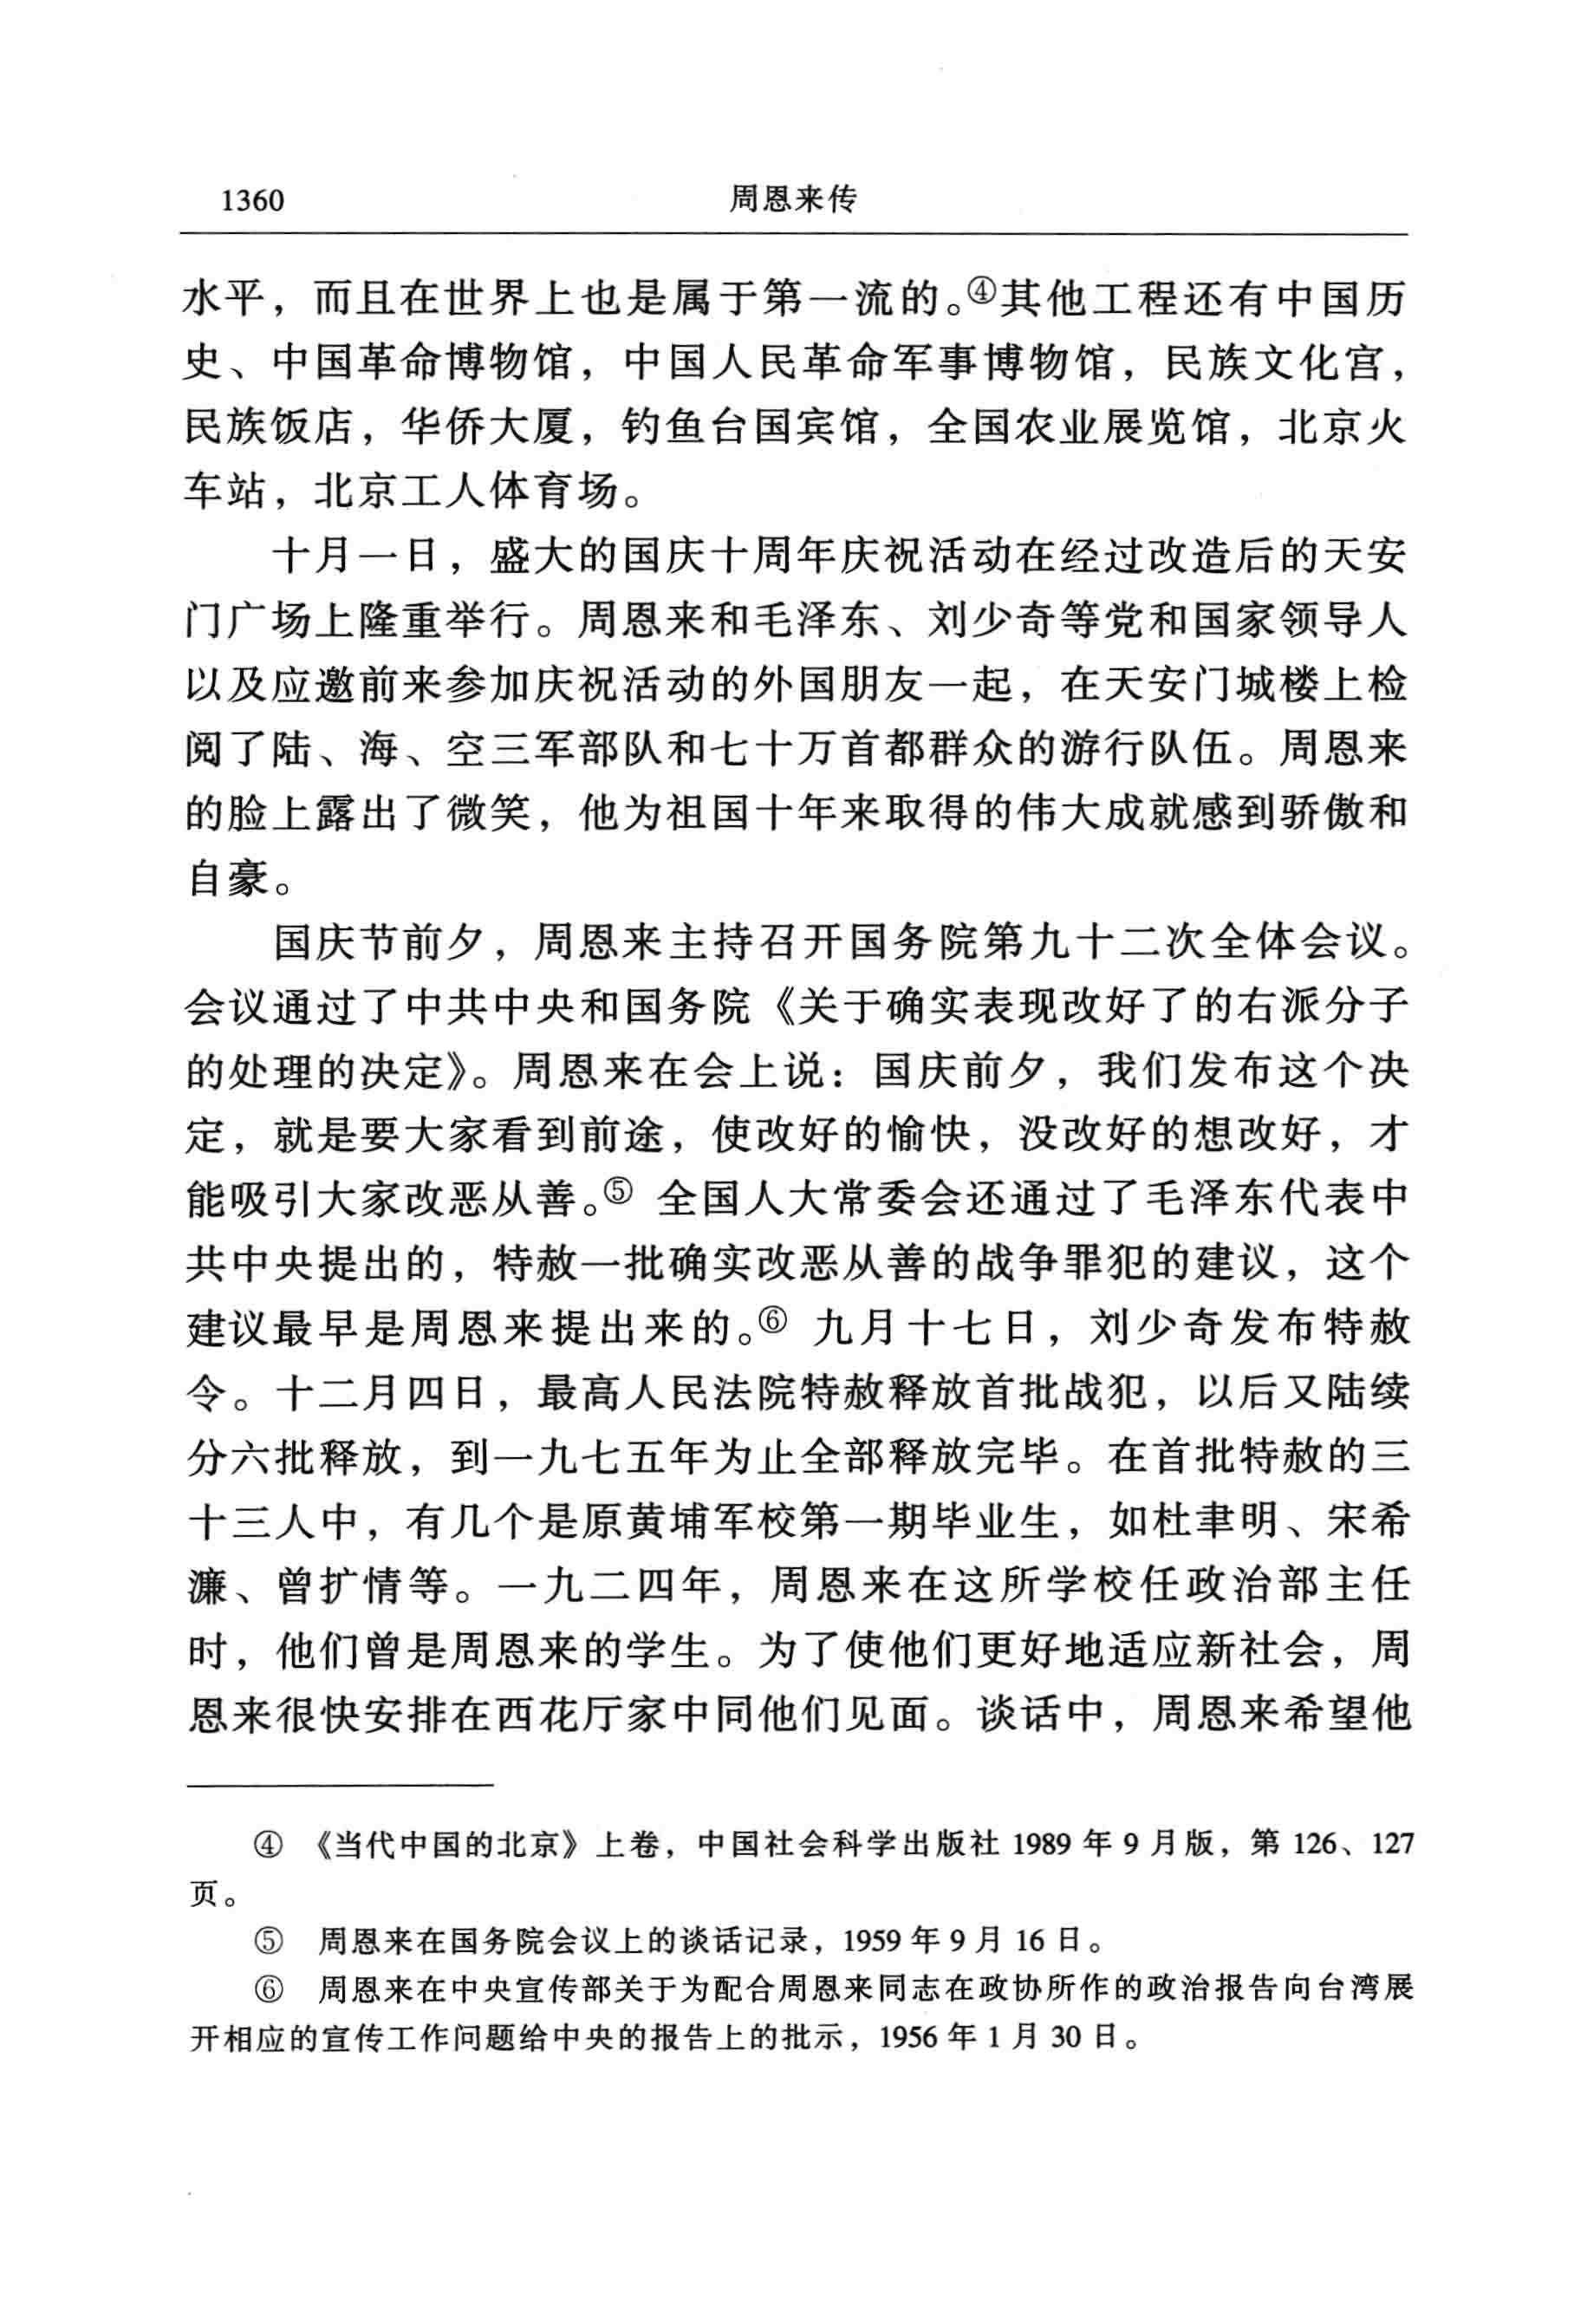 1360 周恩来传
水平，而且在世界上也是属于第一流的。④其他工程还有中国历
史、中国革命博物馆，中国人民革命军事博物馆，民族文化宫，
民族饭店，华侨大厦，钓鱼台国宾馆，全国农业展览馆，北京火
车站，北京工人体育场。
十月一日，盛大的国庆十周年庆祝活动在经过改造后的天安
门广场上隆重举行。周恩来和毛泽东、刘少奇等党和国家领导人
以及应邀前来参加庆祝活动的外国朋友一起，在天安门城楼上检
阅了陆、海、空三军部队和七十万首都群众的游行队伍。周恩来
的脸上露出了微笑，他为祖国十年来取得的伟大成就感到骄傲和
自豪。
国庆节前夕，周恩来主持召开国务院第九十二次全体会议。
会议通过了中共中央和国务院《关于确实表现改好了的右派分子
的处理的决定》。周恩来在会上说：国庆前夕，我们发布这个决
定，就是要大家看到前途，使改好的愉快，没改好的想改好，才
能吸引大家改恶从善。⑤ 全国人大常委会还通过了毛泽东代表中
共中央提出的，特赦一批确实改恶从善的战争罪犯的建议，这个
建议最早是周恩来提出来的。⑥ 九月十七日，刘少奇发布特赦
令。十二月四日，最高人民法院特赦释放首批战犯，以后又陆续
分六批释放，到一九七五年为止全部释放完毕。在首批特赦的三
十三人中，有几个是原黄埔军校第一期毕业生，如杜聿明、宋希
濂、曾扩情等。一九二四年，周恩来在这所学校任政治部主任
时，他们曾是周恩来的学生。为了使他们更好地适应新社会，周
恩来很快安排在西花厅家中同他们见面。谈话中，周恩来希望他
④ 《当代中国的北京》上卷，中国社会科学出版社 1989 年 9 月版，第 126、127
页。
⑤ 周恩来在国务院会议上的谈话记录，1959 年 9 月 16 日。
⑥ 周恩来在中央宣传部关于为配合周恩来同志在政协所作的政治报告向台湾展
开相应的宣传工作问题给中央的报告上的批示，1956 年 1 月 30 日。